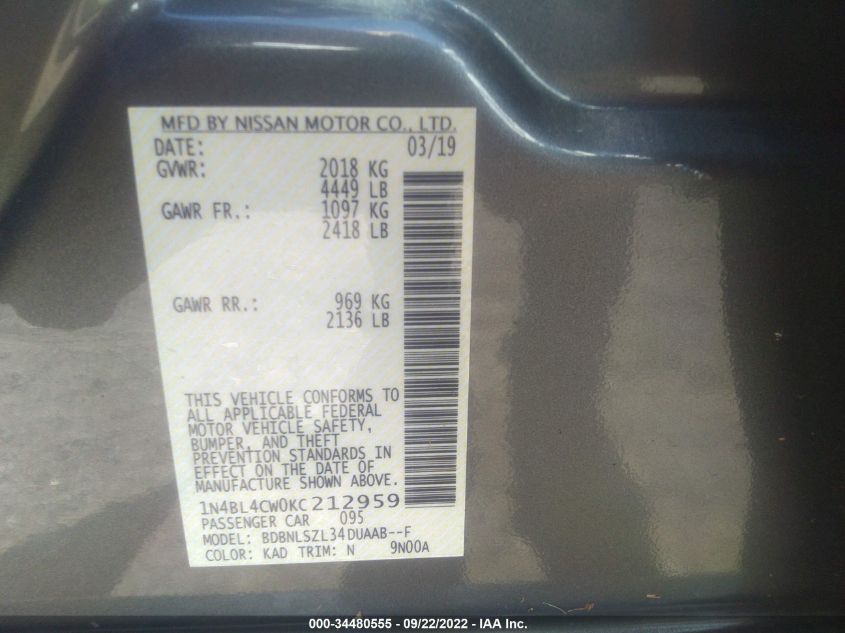 MFD BY NISSAN MOTOR CO., LTD.
DATE: 03/19
GVWR: 2018 KG
4449 LB
GAWR FR.: 1097 KG
2418 LB
GAWR RR.: 969 KG
2136 LB
THIS VEHICLE CONFORMS TO
ALL APPLICABLE FEDERAL
MOTOR VEHICLE SAFETY,
BUMPER, AND THEFT
PREVENTION STANDARDS IN
EFFECT ON THE DATE OF
MANUFACTURE SHOWN ABOVE.
1N4BL4CW0KC212959
PASSENGER CAR 095
MODEL: BDBNLSZL34DUAAB--F
COLOR: KAD TRIM: N 9N00A
000-34480555 - 09/22/2022 - IAA Inc.